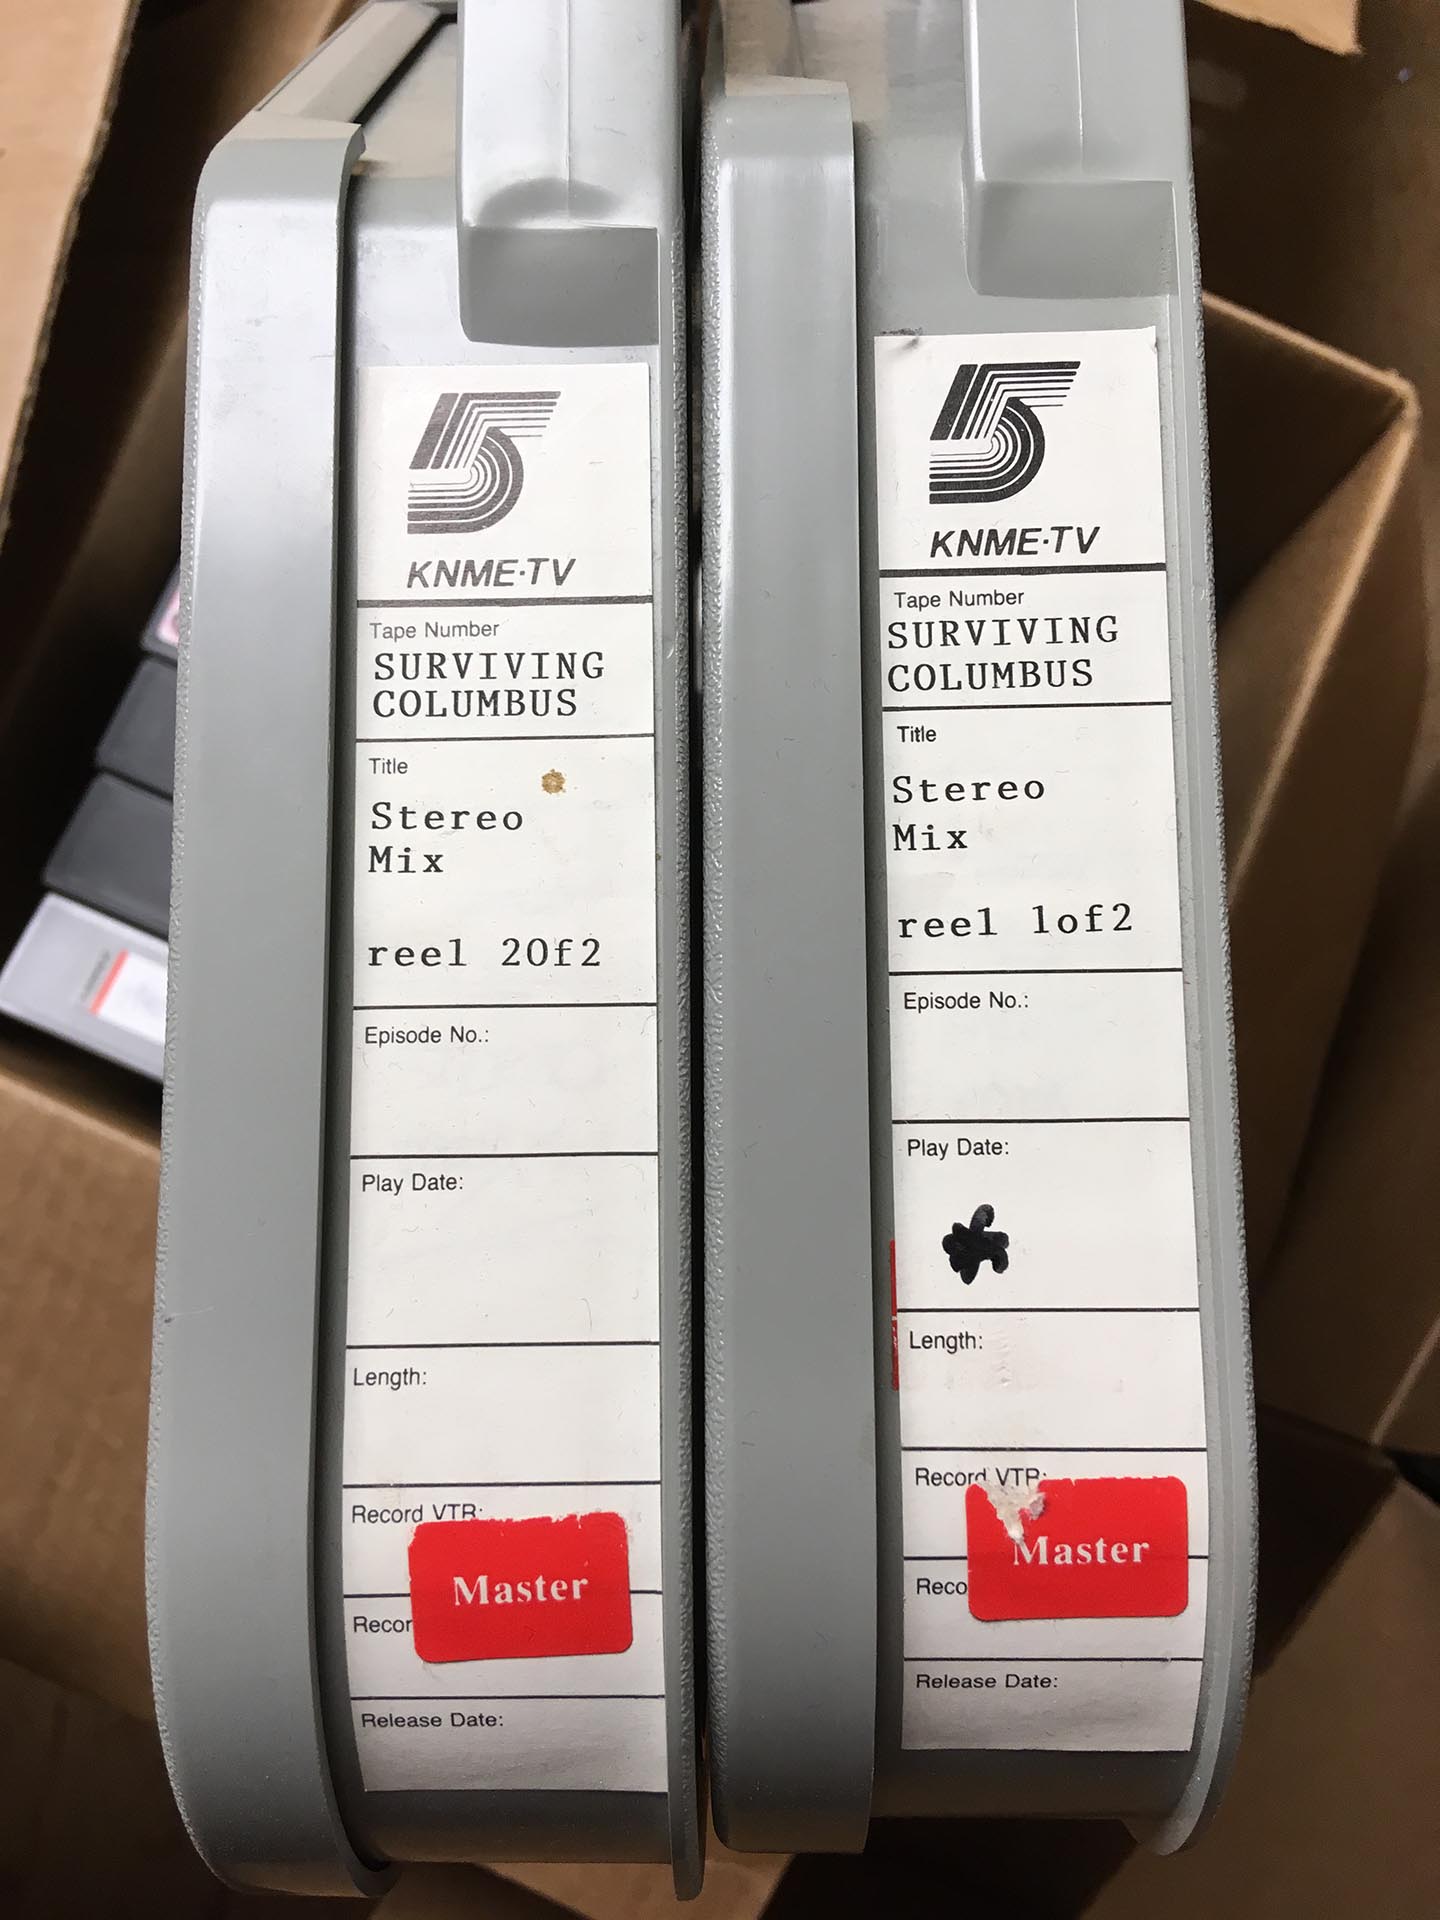 5
KNME·TV
Tape Number
SURVIVING
COLUMBUS
Title
Stereo
Mix
reel 2Of2
Episode No.:
Play Date:
Length:
Record VTR:
Master
Recor
Release Date:
5
KNME·TV
Tape Number
SURVIVING
COLUMBUS
Title
Stereo
Mix
reel 1of2
Episode No.:
Play Date:
Length:
Record VTR:
Master
Reco
Release Date: